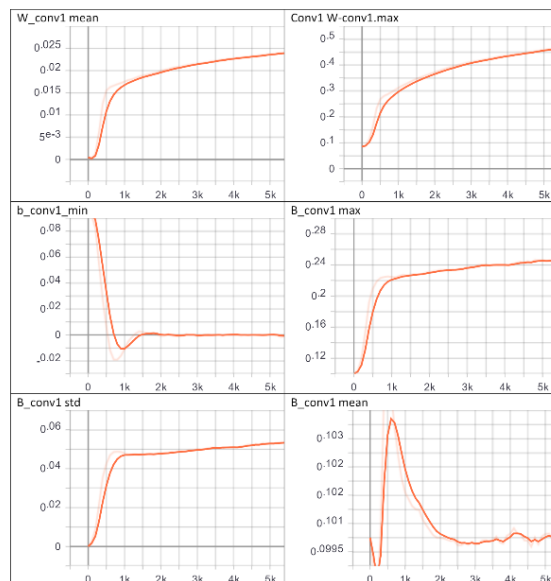 W_conv1 mean
0.025
0.02
0.015
0.01
5e-3
0
0 1k 2k 3k 4k 5k
Conv1 W-conv1.max
0.5
0.4
0.3
0.2
0.1
0
0 1k 2k 3k 4k 5k
b_conv1_min
0.08
0.06
0.04
0.02
0
-0.02
0 1k 2k 3k 4k 5k
B_conv1 max
0.28
0.24
0.2
0.16
0.12
0 1k 2k 3k 4k 5k
B_conv1 std
0.06
0.04
0.02
0
0 1k 2k 3k 4k 5k
B_conv1 mean
0.103
0.102
0.102
0.101
0.0995
0 1k 2k 3k 4k 5k